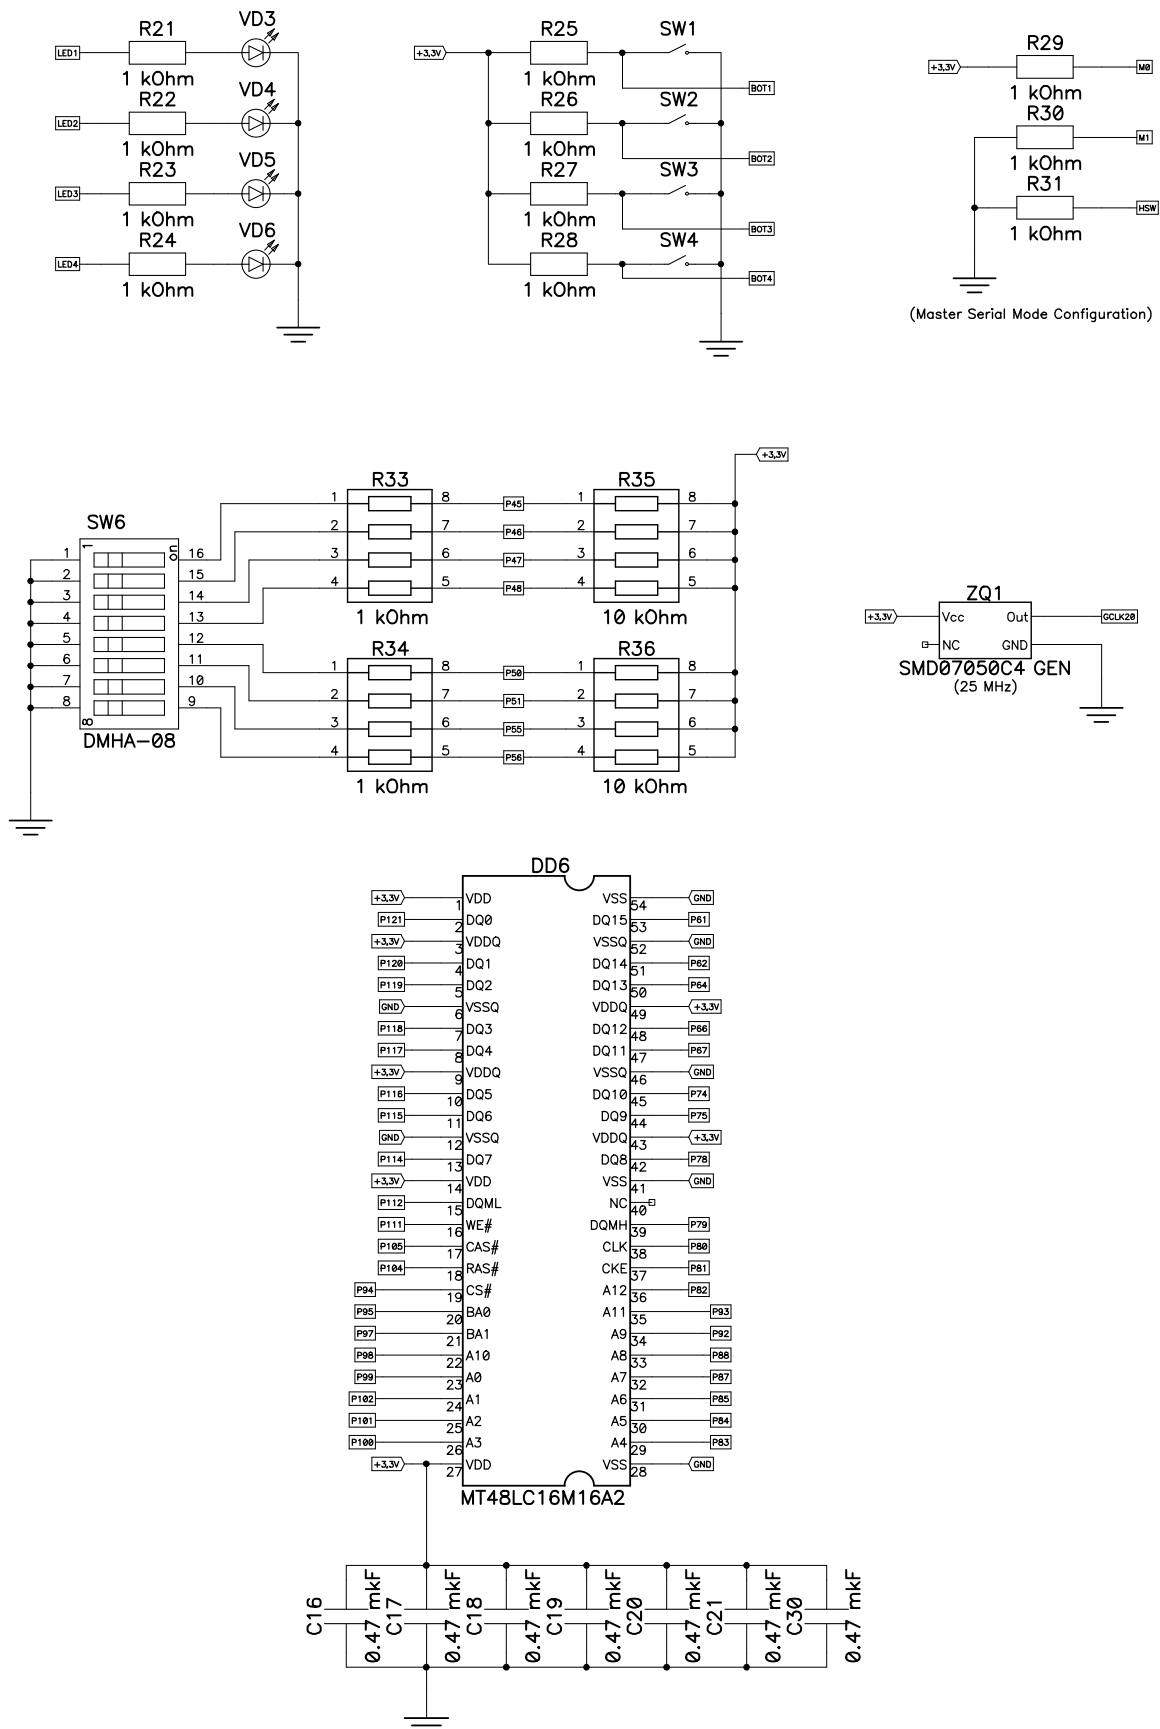 R21 VD3
LED1
1 kOhm
R22 VD4
LED2
1 kOhm
R23 VD5
LED3
1 kOhm
R24 VD6
LED4
1 kOhm
R25 SW1
+3,3V
1 kOhm BOT1
R26 SW2
1 kOhm BOT2
R27 SW3
1 kOhm BOT3
R28 SW4
1 kOhm BOT4
R29
+3,3V M0
1 kOhm
R30
M1
1 kOhm
R31
HSW
1 kOhm
(Master Serial Mode Configuration)
+3,3V
R33 R35
1 8 P45 1 8
2 7 P46 2 7
3 6 P47 3 6
4 5 P48 4 5
1 kOhm 10 kOhm
R34 R36
1 8 P50 1 8
2 7 P51 2 7
3 6 P55 3 6
4 5 P56 4 5
1 kOhm 10 kOhm
SW6
1 on
1 16
2 15
3 14
4 13
5 12
6 11
7 10
8 9
8
DMHA-08
ZQ1
+3,3V Vcc Out GCLK20
NC GND
SMD07050C4 GEN
(25 MHz)
DD6
+3,3V 1 VDD VSS 54 GND
P121 2 DQ0 DQ15 53 P61
+3,3V 3 VDDQ VSSQ 52 GND
P120 4 DQ1 DQ14 51 P62
P119 5 DQ2 DQ13 50 P64
GND 6 VSSQ VDDQ 49 +3,3V
P118 7 DQ3 DQ12 48 P66
P117 8 DQ4 DQ11 47 P67
+3,3V 9 VDDQ VSSQ 46 GND
P116 10 DQ5 DQ10 45 P74
P115 11 DQ6 DQ9 44 P75
GND 12 VSSQ VDDQ 43 +3,3V
P114 13 DQ7 DQ8 42 P78
+3,3V 14 VDD VSS 41 GND
P112 15 DQML NC 40
P111 16 WE# DQMH 39 P79
P105 17 CAS# CLK 38 P80
P104 18 RAS# CKE 37 P81
P94 19 CS# A12 36 P82
P95 20 BA0 A11 35 P93
P97 21 BA1 A9 34 P92
P98 22 A10 A8 33 P88
P99 23 A0 A7 32 P87
P102 24 A1 A6 31 P85
P101 25 A2 A5 30 P84
P100 26 A3 A4 29 P83
+3,3V 27 VDD VSS 28 GND
MT48LC16M16A2
C16
0.47 mkF
C17
0.47 mkF
C18
0.47 mkF
C19
0.47 mkF
C20
0.47 mkF
C21
0.47 mkF
C30
0.47 mkF